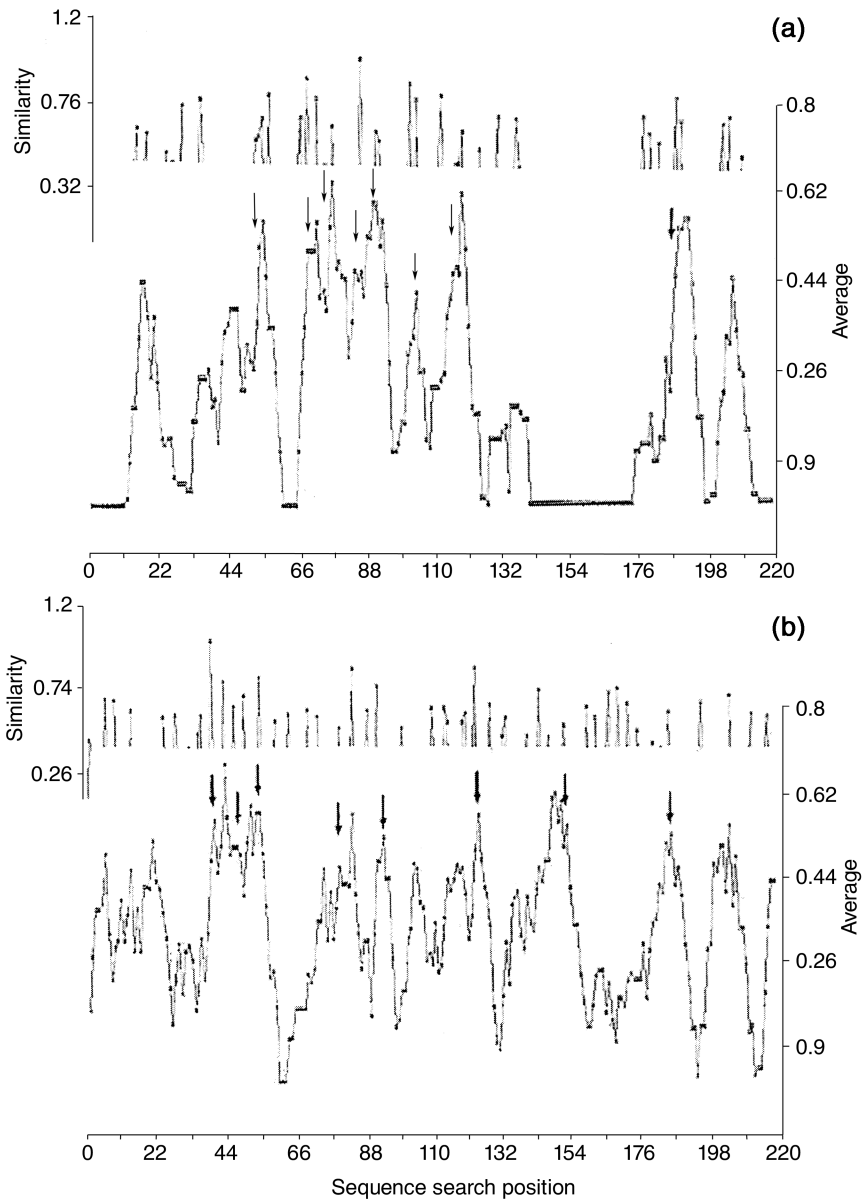 (a)
1.2
0.76
0.32
Similarity
0.8
0.62
0.44
0.26
0.9
Average
0 22 44 66 88 110 132 154 176 198 220
(b)
1.2
0.74
0.26
Similarity
0.8
0.62
0.44
0.26
0.9
Average
0 22 44 66 88 110 132 154 176 198 220
Sequence search position